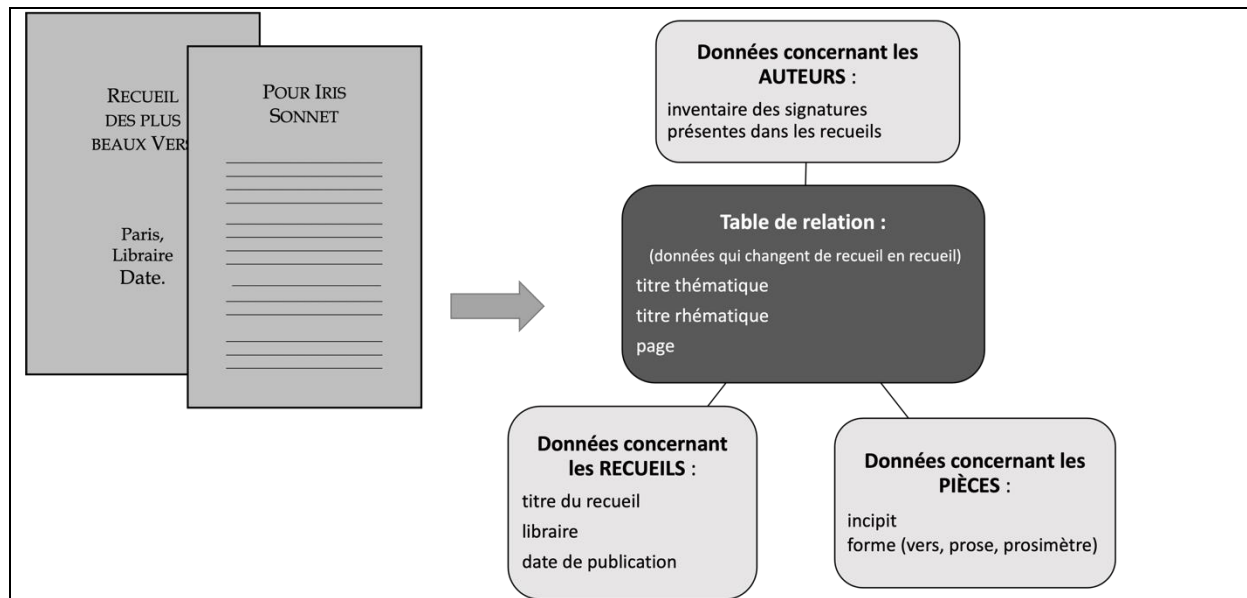 RECUEIL
DES PLUS
BEAUX VERS
Paris,
Libraire
Date.
POUR IRIS
SONNET
Données concernant les
AUTEURS :
inventaire des signatures
présentes dans les recueils
Table de relation :
(données qui changent de recueil en recueil)
titre thématique
titre rhématique
page
Données concernant
les RECUEILS :
titre du recueil
libraire
date de publication
Données concernant les
PIÈCES :
incipit
forme (vers, prose, prosimètre)